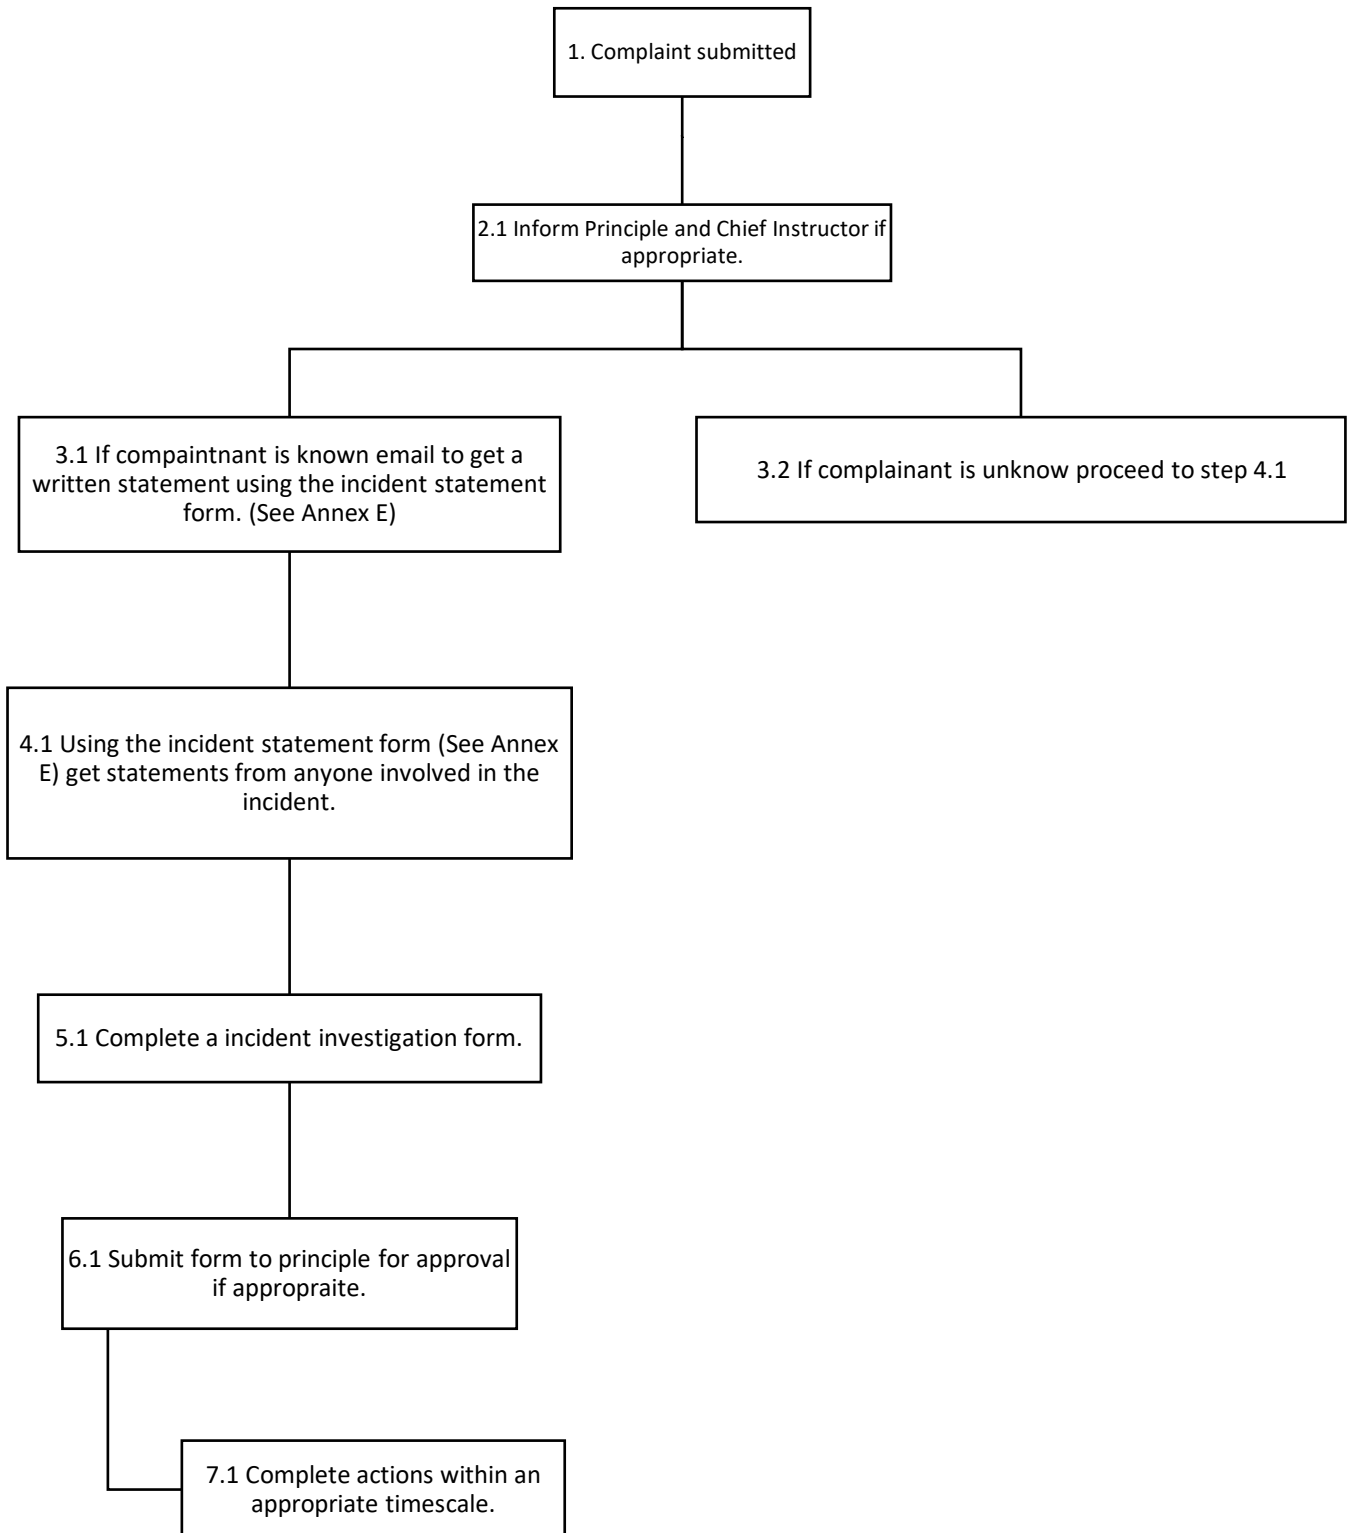 1. Complaint submitted
2.1 Inform Principle and Chief Instructor if
appropriate.
3.1 If compaintnant is known email to get a
written statement using the incident statement
form. (See Annex E)
3.2 If complainant is unknow proceed to step 4.1
4.1 Using the incident statement form (See Annex
E) get statements from anyone involved in the
incident.
5.1 Complete a incident investigation form.
6.1 Submit form to principle for approval
if appropraite.
7.1 Complete actions within an
appropriate timescale.